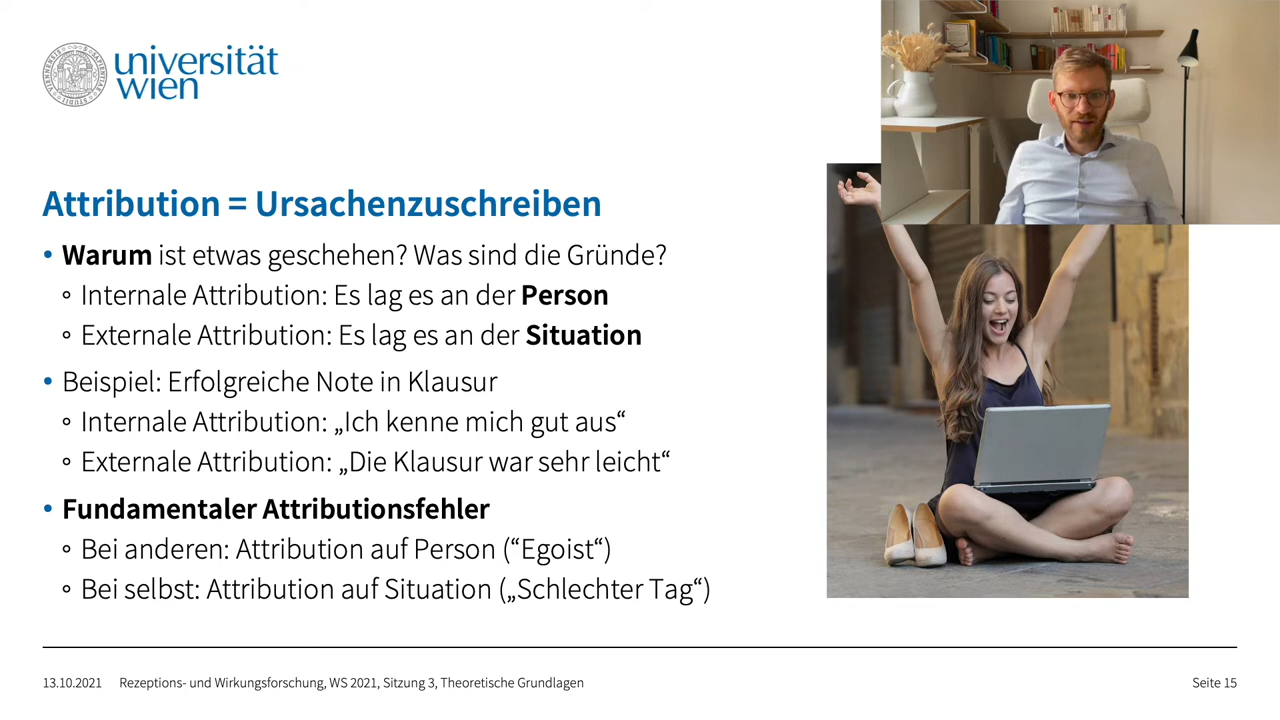 universität
wien
Attribution = Ursachenzuschreiben
• Warum ist etwas geschehen? Was sind die Gründe?
∘ Internale Attribution: Es lag es an der Person
∘ Externale Attribution: Es lag es an der Situation
• Beispiel: Erfolgreiche Note in Klausur
∘ Internale Attribution: „Ich kenne mich gut aus“
∘ Externale Attribution: „Die Klausur war sehr leicht“
• Fundamentaler Attributionsfehler
∘ Bei anderen: Attribution auf Person (“Egoist“)
∘ Bei selbst: Attribution auf Situation („Schlechter Tag“)
13.10.2021 Rezeptions- und Wirkungsforschung, WS 2021, Sitzung 3, Theoretische Grundlagen Seite 15